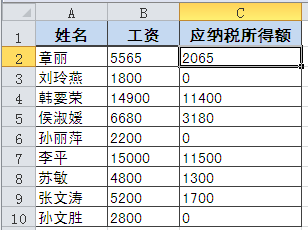 A B C
1 姓名 工资 应纳税所得额
2 章丽 5565 2065
3 刘玲燕 1800 0
4 韩要荣 14900 11400
5 侯淑媛 6680 3180
6 孙丽萍 2200 0
7 李平 15000 11500
8 苏敏 4800 1300
9 张文涛 5200 1700
10 孙文胜 2800 0